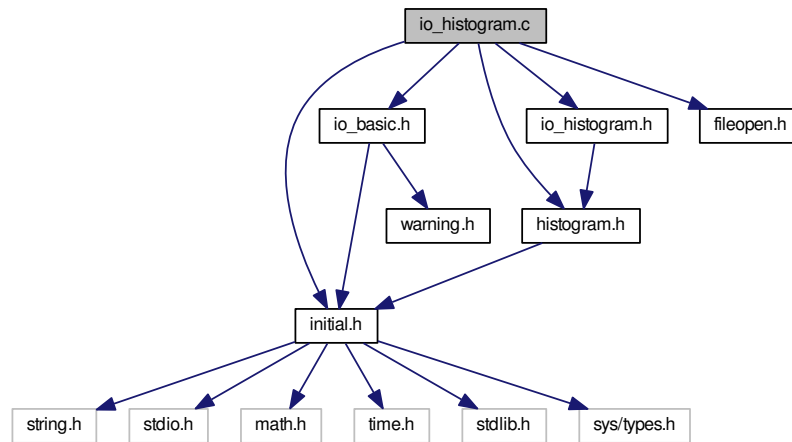 io_histogram.c
io_basic.h
io_histogram.h
fileopen.h
warning.h
histogram.h
initial.h
string.h
stdio.h
math.h
time.h
stdlib.h
sys/types.h